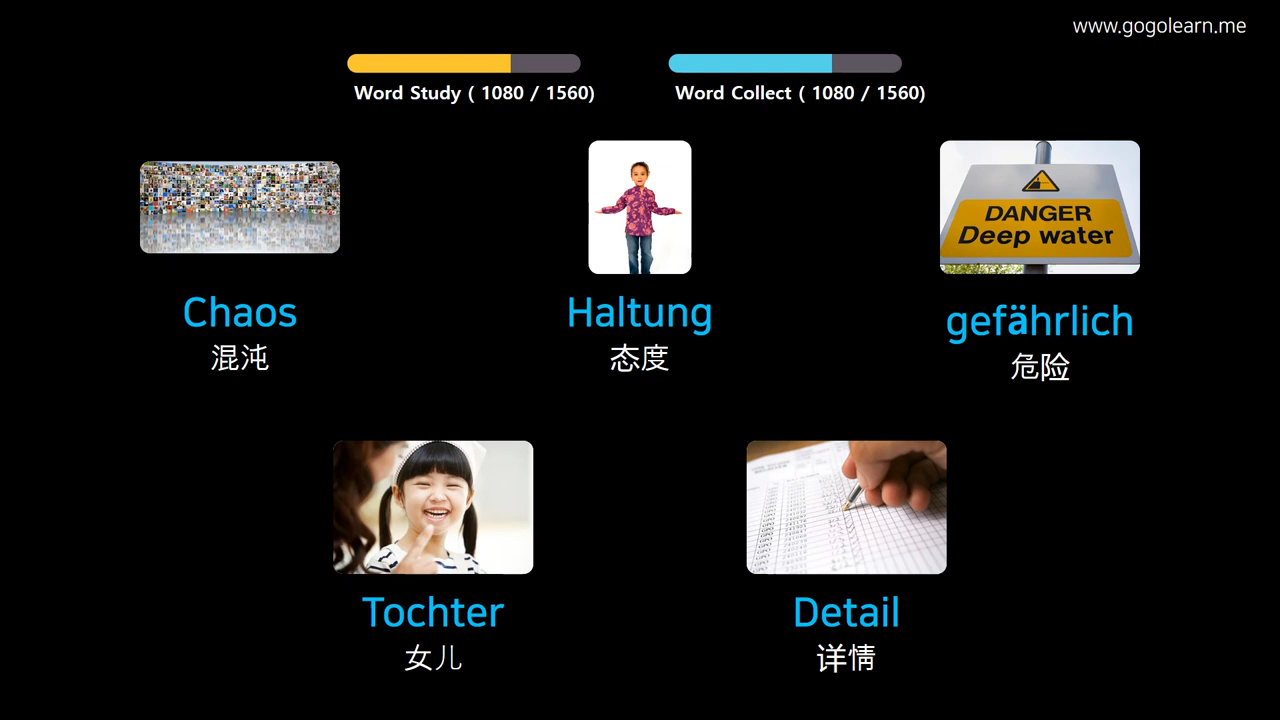 www.gogolearn.me
Word Study ( 1080 / 1560)
Word Collect ( 1080 / 1560)
DANGER
Deep water
Chaos
混沌
Haltung
态度
gefährlich
危险
Tochter
女儿
Detail
详情